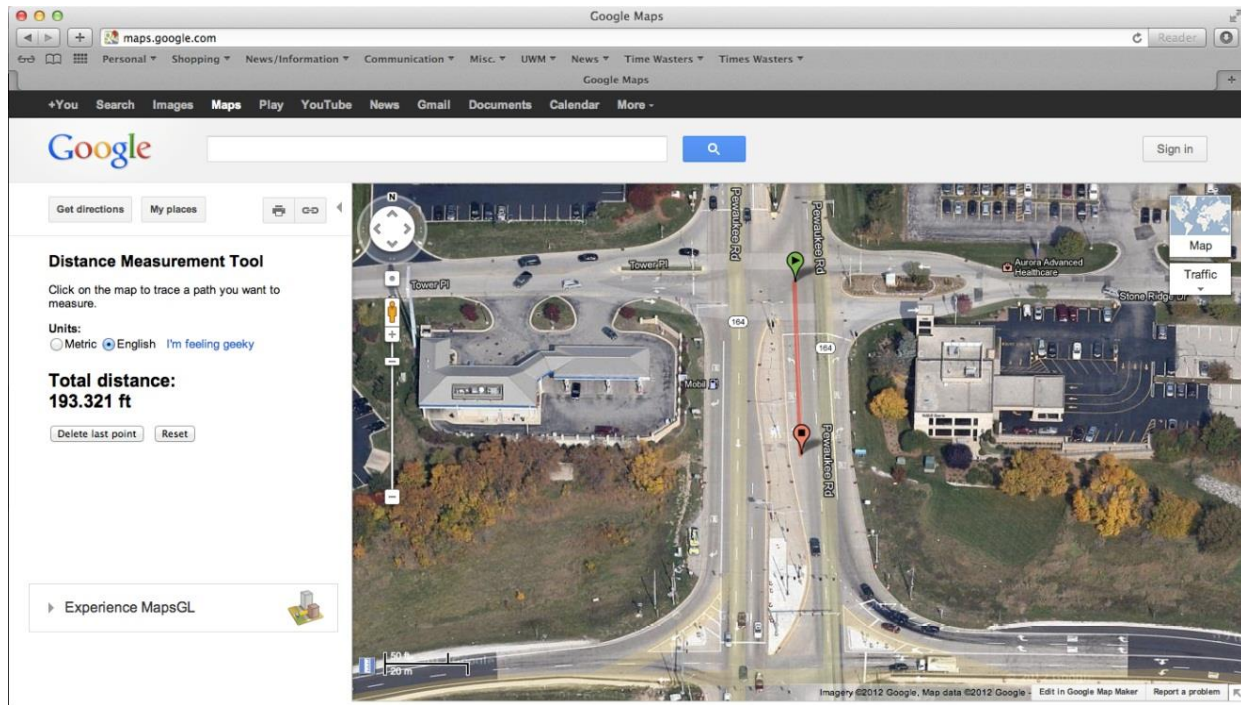 Google Maps
maps.google.com
Reader
Personal Shopping News/Information Communication Misc. UWM News Time Wasters Times Wasters
Google Maps
+You Search Images Maps Play YouTube News Gmail Documents Calendar More
Google
Sign in
Get directions My places
Distance Measurement Tool
Click on the map to trace a path you want to
measure.
Units:
Metric English I'm feeling geeky
Total distance:
193.321 ft
Delete last point Reset
Experience MapsGL
N
Pewaukee Rd
Pewaukee Rd
Map
Traffic
Tower Pl
Tower Pl
Aurora Advanced
Healthcare
Stone Ridge Dr
164
164
Mobil
Pewaukee Rd
Pewaukee Rd
50 ft
20 m
Imagery ©2012 Google, Map data ©2012 Google - Edit in Google Map Maker Report a problem